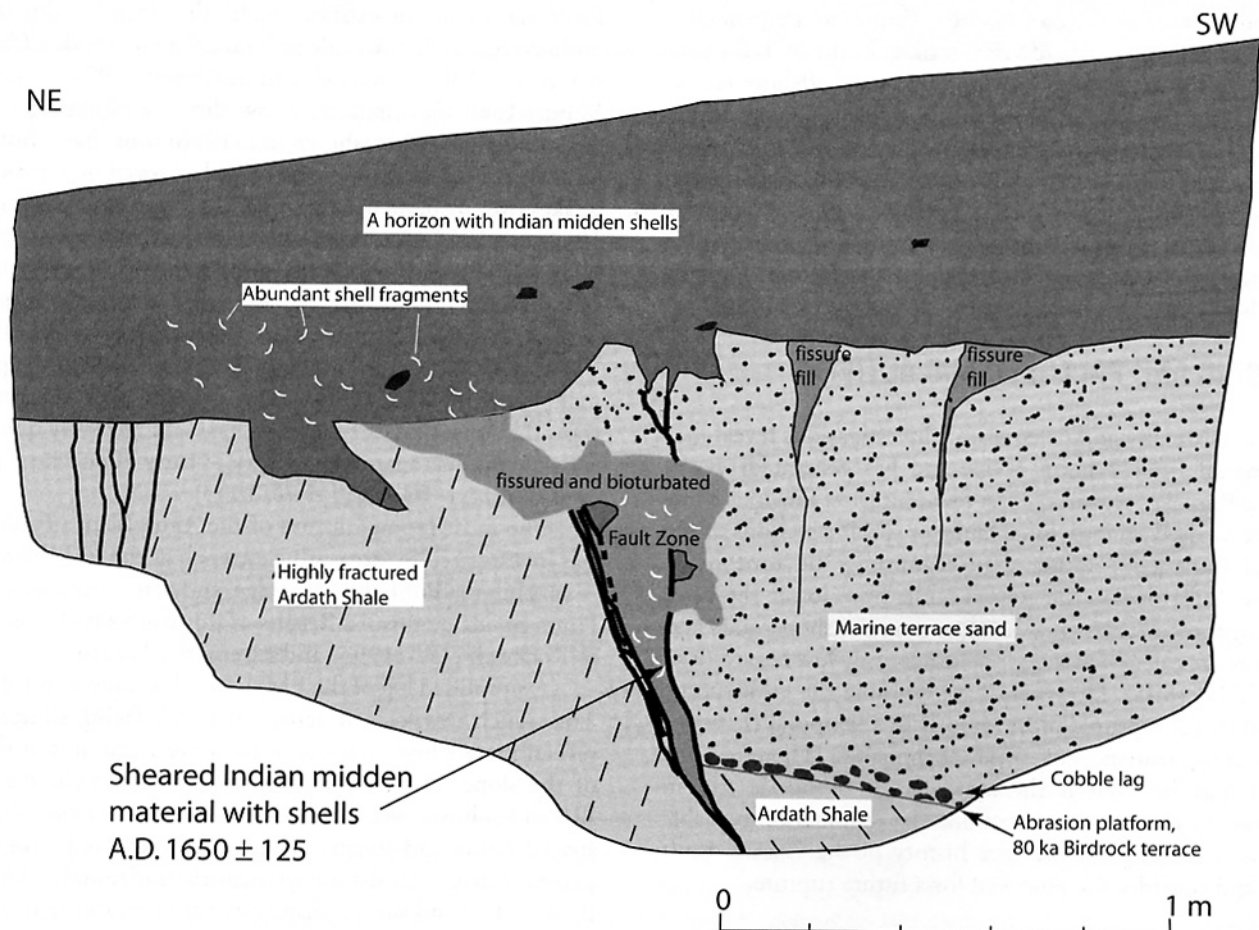 SW
NE
A horizon with Indian midden shells
Abundant shell fragments
fissure
fill
fissure
fill
fissured and bioturbated
Fault Zone
Highly fractured
Ardath Shale
Marine terrace sand
Sheared Indian midden
material with shells
A.D. 1650 ± 125
Cobble lag
Ardath Shale
Abrasion platform,
80 ka Birdrock terrace
0
1 m